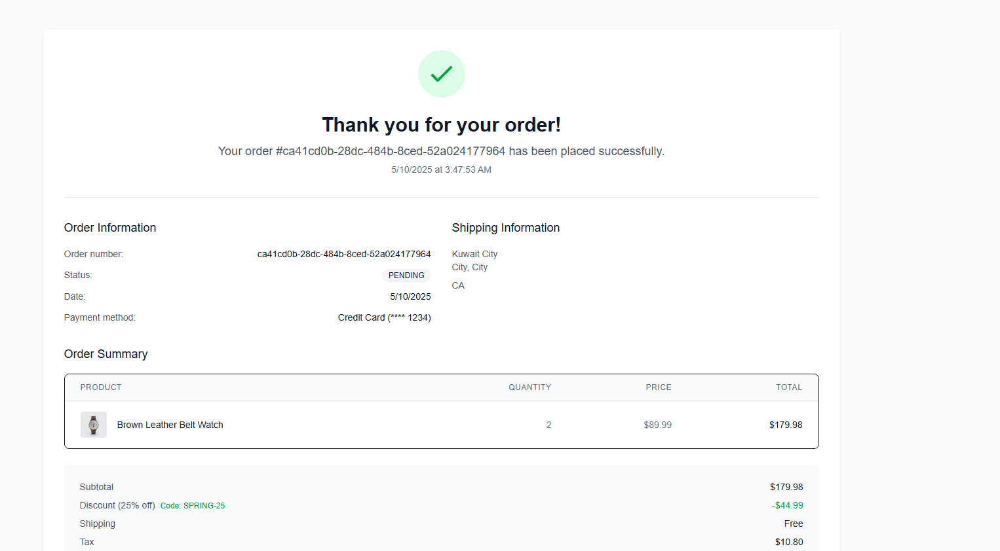 Thank you for your order!
Your order #ca41cd0b-28dc-484b-8ced-52a024177964 has been placed successfully.
5/10/2025 at 3:47:53 AM
Order Information
Order number: ca41cd0b-28dc-484b-8ced-52a024177964
Status: PENDING
Date: 5/10/2025
Payment method: Credit Card (**** 1234)
Shipping Information
Kuwait City
City, City
CA
Order Summary
PRODUCT QUANTITY PRICE TOTAL
Brown Leather Belt Watch 2 $89.99 $179.98
Subtotal $179.98
Discount (25% off) Code: SPRING-25 -$44.99
Shipping Free
Tax $10.80